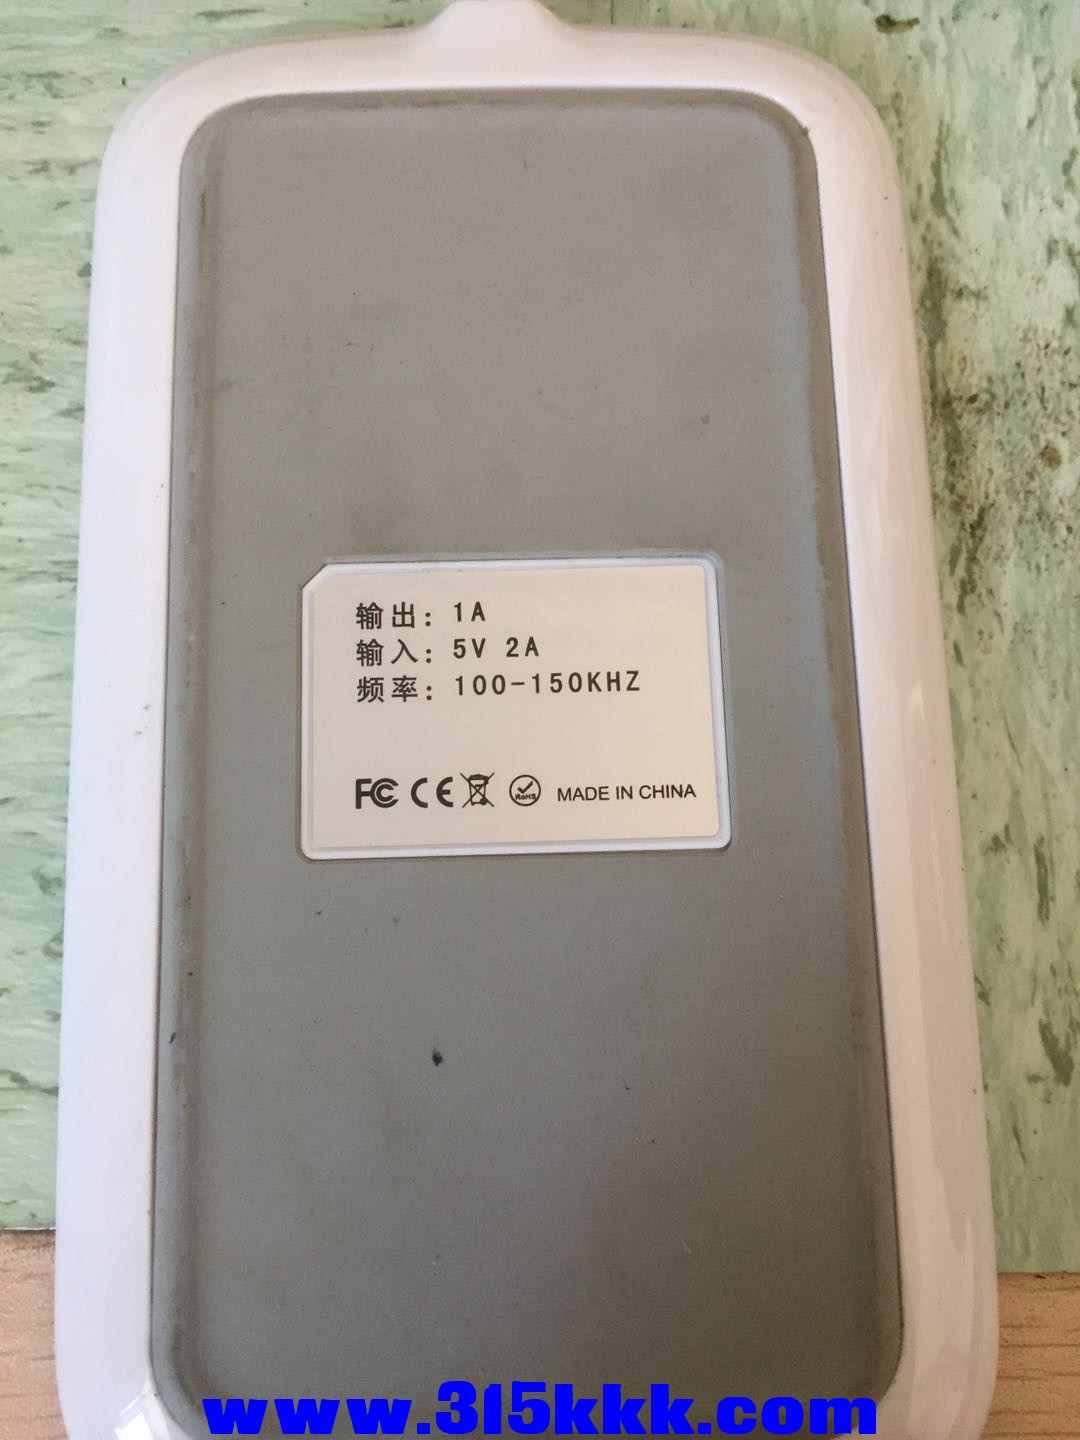 输出: 1A
输入: 5V 2A
频率: 100-150KHZ
FC CE RoHS MADE IN CHINA
www.315kkk.com